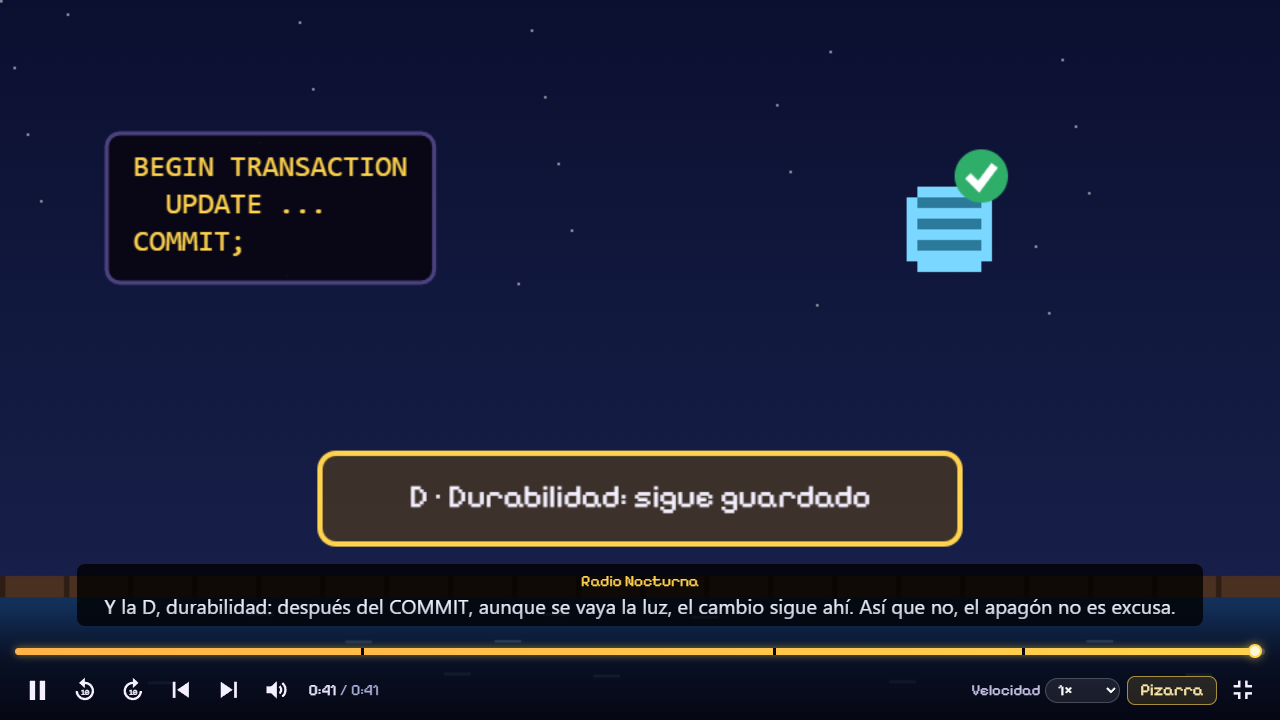 BEGIN TRANSACTION
UPDATE ...
COMMIT;
D · Durabilidad: sigue guardado
Radio Nocturna
Y la D, durabilidad: después del COMMIT, aunque se vaya la luz, el cambio sigue ahí. Así que no, el apagón no es excusa.
10
10
0:41 / 0:41
Velocidad
1×
Pizarra